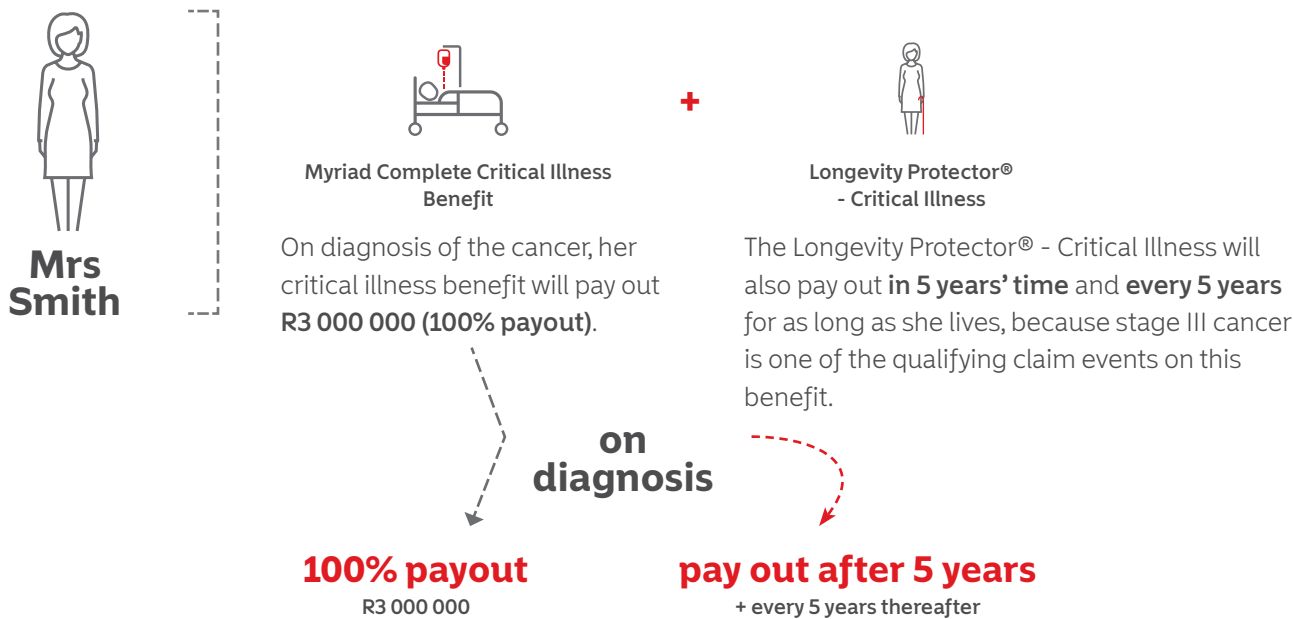 Mrs
Smith
Myriad Complete Critical Illness
Benefit
On diagnosis of the cancer, her
critical illness benefit will pay out
R3 000 000 (100% payout).
+
Longevity Protector®
- Critical Illness
The Longevity Protector® - Critical Illness will
also pay out in 5 years’ time and every 5 years
for as long as she lives, because stage III cancer
is one of the qualifying claim events on this
benefit.
on
diagnosis
100% payout
R3 000 000
pay out after 5 years
+ every 5 years thereafter